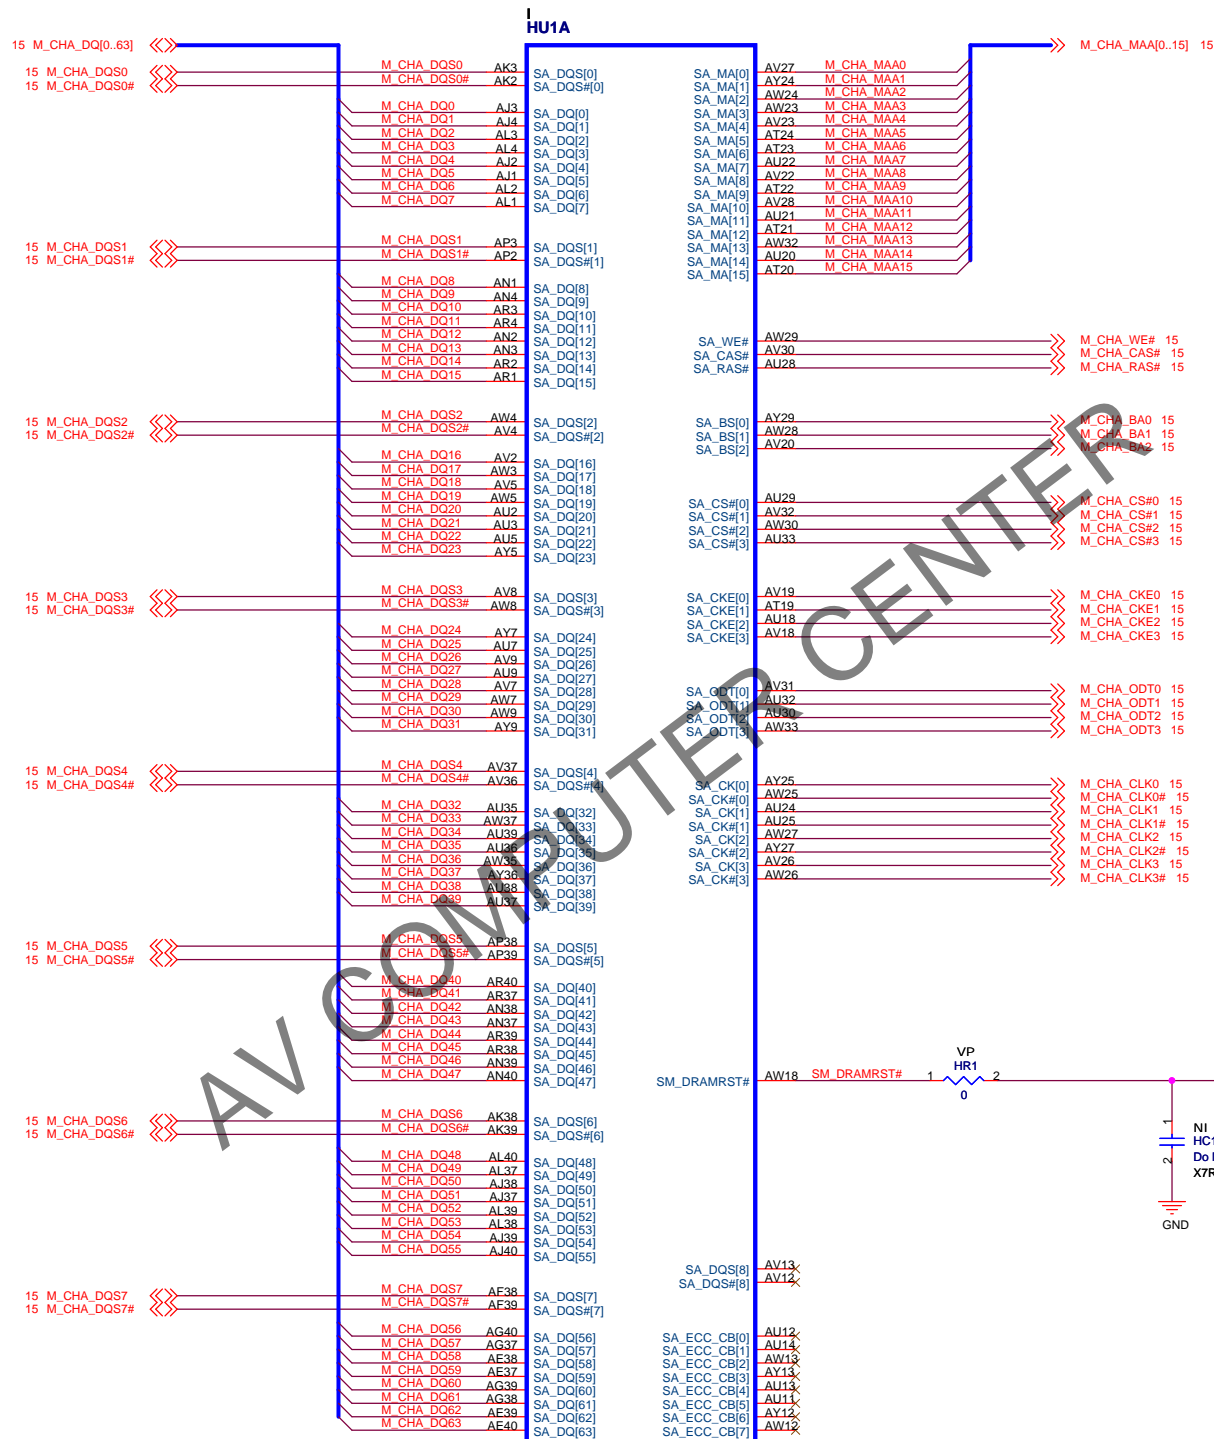 I
HU1A
15 M_CHA_DQ[0..63]
M_CHA_MAA[0..15] 15
15 M_CHA_DQS0 M_CHA_DQS0 AK3 SA_DQS[0]
15 M_CHA_DQS0# M_CHA_DQS0# AK2 SA_DQS#[0]
M_CHA_DQ0 AJ3 SA_DQ[0]
M_CHA_DQ1 AJ4 SA_DQ[1]
M_CHA_DQ2 AL3 SA_DQ[2]
M_CHA_DQ3 AL4 SA_DQ[3]
M_CHA_DQ4 AJ2 SA_DQ[4]
M_CHA_DQ5 AJ1 SA_DQ[5]
M_CHA_DQ6 AL2 SA_DQ[6]
M_CHA_DQ7 AL1 SA_DQ[7]
15 M_CHA_DQS1 M_CHA_DQS1 AP3 SA_DQS[1]
15 M_CHA_DQS1# M_CHA_DQS1# AP2 SA_DQS#[1]
M_CHA_DQ8 AN1 SA_DQ[8]
M_CHA_DQ9 AN4 SA_DQ[9]
M_CHA_DQ10 AR3 SA_DQ[10]
M_CHA_DQ11 AR4 SA_DQ[11]
M_CHA_DQ12 AN2 SA_DQ[12]
M_CHA_DQ13 AN3 SA_DQ[13]
M_CHA_DQ14 AR2 SA_DQ[14]
M_CHA_DQ15 AR1 SA_DQ[15]
15 M_CHA_DQS2 M_CHA_DQS2 AW4 SA_DQS[2]
15 M_CHA_DQS2# M_CHA_DQS2# AV4 SA_DQS#[2]
M_CHA_DQ16 AV2 SA_DQ[16]
M_CHA_DQ17 AW3 SA_DQ[17]
M_CHA_DQ18 AV5 SA_DQ[18]
M_CHA_DQ19 AW5 SA_DQ[19]
M_CHA_DQ20 AU2 SA_DQ[20]
M_CHA_DQ21 AU3 SA_DQ[21]
M_CHA_DQ22 AU5 SA_DQ[22]
M_CHA_DQ23 AY5 SA_DQ[23]
15 M_CHA_DQS3 M_CHA_DQS3 AV8 SA_DQS[3]
15 M_CHA_DQS3# M_CHA_DQS3# AW8 SA_DQS#[3]
M_CHA_DQ24 AY7 SA_DQ[24]
M_CHA_DQ25 AU7 SA_DQ[25]
M_CHA_DQ26 AV9 SA_DQ[26]
M_CHA_DQ27 AU9 SA_DQ[27]
M_CHA_DQ28 AV7 SA_DQ[28]
M_CHA_DQ29 AW7 SA_DQ[29]
M_CHA_DQ30 AW9 SA_DQ[30]
M_CHA_DQ31 AY9 SA_DQ[31]
15 M_CHA_DQS4 M_CHA_DQS4 AV37 SA_DQS[4]
15 M_CHA_DQS4# M_CHA_DQS4# AV36 SA_DQS#[4]
M_CHA_DQ32 AU35 SA_DQ[32]
M_CHA_DQ33 AW37 SA_DQ[33]
M_CHA_DQ34 AU39 SA_DQ[34]
M_CHA_DQ35 AU36 SA_DQ[35]
M_CHA_DQ36 AW35 SA_DQ[36]
M_CHA_DQ37 AY36 SA_DQ[37]
M_CHA_DQ38 AU38 SA_DQ[38]
M_CHA_DQ39 AU37 SA_DQ[39]
15 M_CHA_DQS5 M_CHA_DQS5 AP38 SA_DQS[5]
15 M_CHA_DQS5# M_CHA_DQS5# AP39 SA_DQS#[5]
M_CHA_DQ40 AR40 SA_DQ[40]
M_CHA_DQ41 AR37 SA_DQ[41]
M_CHA_DQ42 AN38 SA_DQ[42]
M_CHA_DQ43 AN37 SA_DQ[43]
M_CHA_DQ44 AR39 SA_DQ[44]
M_CHA_DQ45 AR38 SA_DQ[45]
M_CHA_DQ46 AN39 SA_DQ[46]
M_CHA_DQ47 AN40 SA_DQ[47]
15 M_CHA_DQS6 M_CHA_DQS6 AK38 SA_DQS[6]
15 M_CHA_DQS6# M_CHA_DQS6# AK39 SA_DQS#[6]
M_CHA_DQ48 AL40 SA_DQ[48]
M_CHA_DQ49 AL37 SA_DQ[49]
M_CHA_DQ50 AJ38 SA_DQ[50]
M_CHA_DQ51 AJ37 SA_DQ[51]
M_CHA_DQ52 AL39 SA_DQ[52]
M_CHA_DQ53 AL38 SA_DQ[53]
M_CHA_DQ54 AJ39 SA_DQ[54]
M_CHA_DQ55 AJ40 SA_DQ[55]
15 M_CHA_DQS7 M_CHA_DQS7 AF38 SA_DQS[7]
15 M_CHA_DQS7# M_CHA_DQS7# AF39 SA_DQS#[7]
M_CHA_DQ56 AG40 SA_DQ[56]
M_CHA_DQ57 AG37 SA_DQ[57]
M_CHA_DQ58 AE38 SA_DQ[58]
M_CHA_DQ59 AE37 SA_DQ[59]
M_CHA_DQ60 AG39 SA_DQ[60]
M_CHA_DQ61 AG38 SA_DQ[61]
M_CHA_DQ62 AE39 SA_DQ[62]
M_CHA_DQ63 AE40 SA_DQ[63]
SA_MA[0] AV27 M_CHA_MAA0
SA_MA[1] AY24 M_CHA_MAA1
SA_MA[2] AW24 M_CHA_MAA2
SA_MA[3] AW23 M_CHA_MAA3
SA_MA[4] AV23 M_CHA_MAA4
SA_MA[5] AT24 M_CHA_MAA5
SA_MA[6] AT23 M_CHA_MAA6
SA_MA[7] AU22 M_CHA_MAA7
SA_MA[8] AV22 M_CHA_MAA8
SA_MA[9] AT22 M_CHA_MAA9
SA_MA[10] AV28 M_CHA_MAA10
SA_MA[11] AU21 M_CHA_MAA11
SA_MA[12] AT21 M_CHA_MAA12
SA_MA[13] AW32 M_CHA_MAA13
SA_MA[14] AU20 M_CHA_MAA14
SA_MA[15] AT20 M_CHA_MAA15
SA_WE# AW29 M_CHA_WE# 15
SA_CAS# AV30 M_CHA_CAS# 15
SA_RAS# AU28 M_CHA_RAS# 15
SA_BS[0] AY29 M_CHA_BA0 15
SA_BS[1] AW28 M_CHA_BA1 15
SA_BS[2] AV20 M_CHA_BA2 15
SA_CS#[0] AU29 M_CHA_CS#0 15
SA_CS#[1] AV32 M_CHA_CS#1 15
SA_CS#[2] AW30 M_CHA_CS#2 15
SA_CS#[3] AU33 M_CHA_CS#3 15
SA_CKE[0] AV19 M_CHA_CKE0 15
SA_CKE[1] AT19 M_CHA_CKE1 15
SA_CKE[2] AU18 M_CHA_CKE2 15
SA_CKE[3] AV18 M_CHA_CKE3 15
SA_ODT[0] AV31 M_CHA_ODT0 15
SA_ODT[1] AU32 M_CHA_ODT1 15
SA_ODT[2] AU30 M_CHA_ODT2 15
SA_ODT[3] AW33 M_CHA_ODT3 15
SA_CK[0] AY25 M_CHA_CLK0 15
SA_CK#[0] AW25 M_CHA_CLK0# 15
SA_CK[1] AU24 M_CHA_CLK1 15
SA_CK#[1] AU25 M_CHA_CLK1# 15
SA_CK[2] AW27 M_CHA_CLK2 15
SA_CK#[2] AY27 M_CHA_CLK2# 15
SA_CK[3] AV26 M_CHA_CLK3 15
SA_CK#[3] AW26 M_CHA_CLK3# 15
VP
HR1
SM_DRAMRST# AW18 SM_DRAMRST# 1 2
0
1
NI
HC1
2
Do
X7R
GND
SA_DQS[8] AV13
SA_DQS#[8] AV12
SA_ECC_CB[0] AU12
SA_ECC_CB[1] AU14
SA_ECC_CB[2] AW13
SA_ECC_CB[3] AY13
SA_ECC_CB[4] AU13
SA_ECC_CB[5] AU11
SA_ECC_CB[6] AY12
SA_ECC_CB[7] AW12
AV COMPUTER CENTER